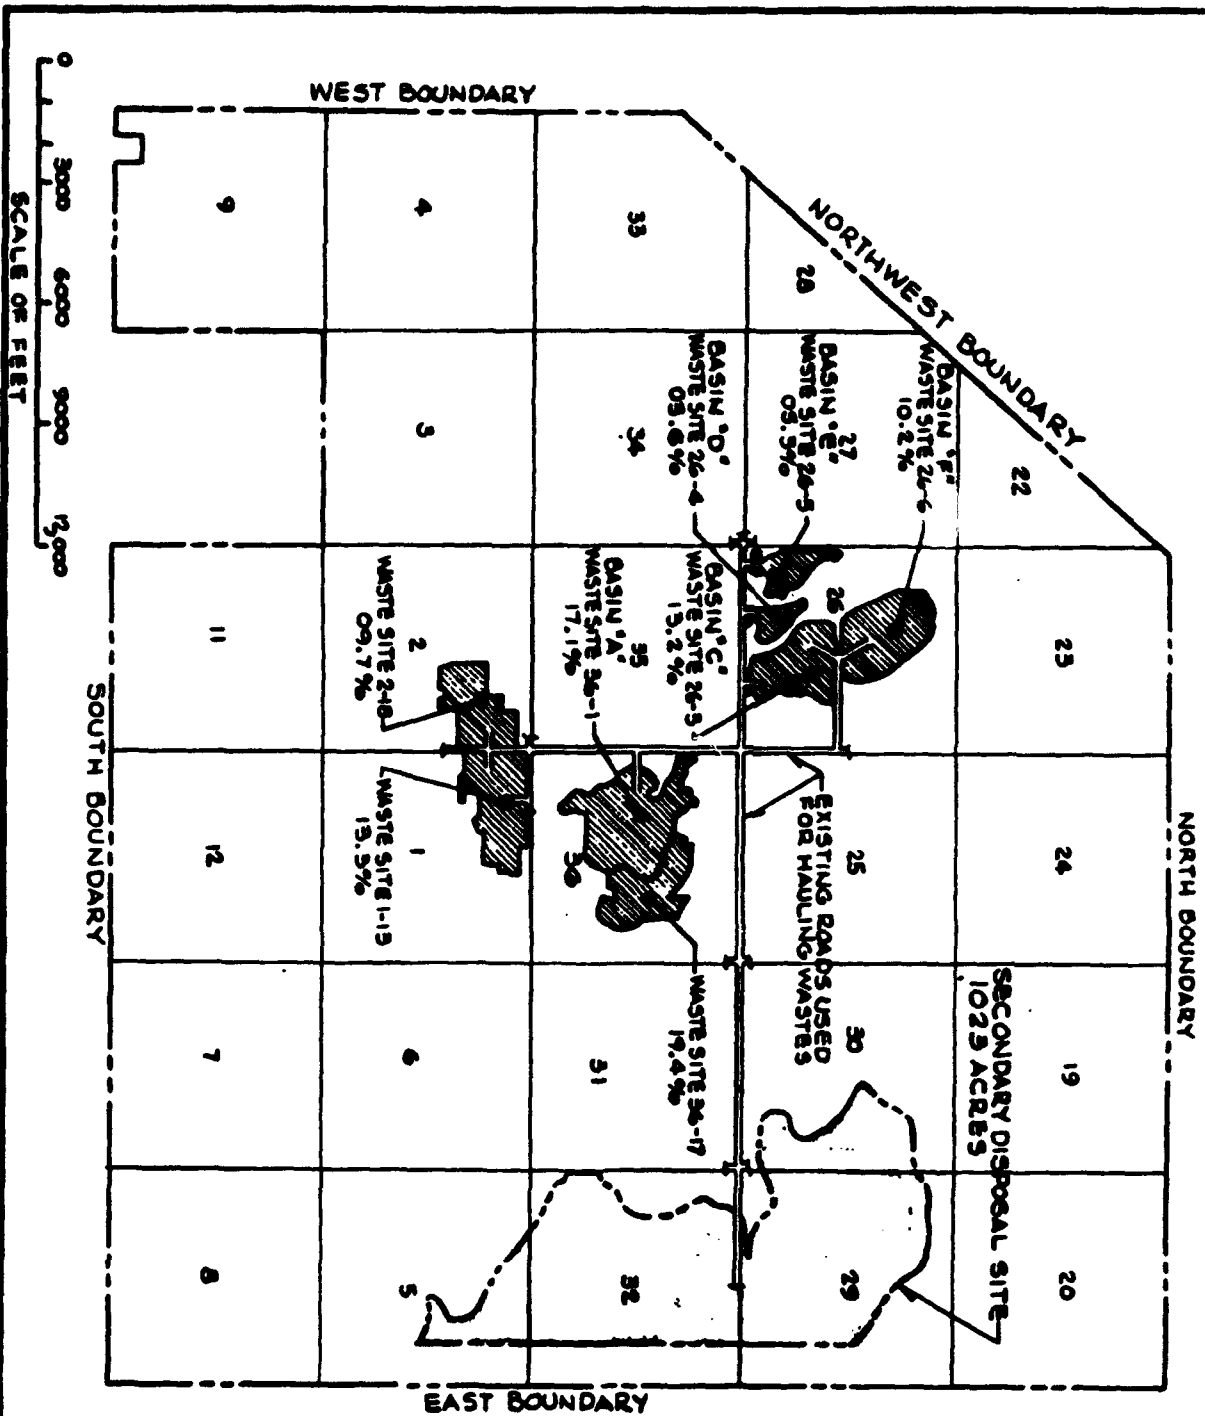 WEST BOUNDARY
NORTHWEST BOUNDARY
NORTH BOUNDARY
SOUTH BOUNDARY
EAST BOUNDARY
0 3000 6000 9000 12,000
SCALE OF FEET
22
23
24
19
20
28
27
26
25
30
29
33
34
35
36
31
32
4
3
2
1
6
5
9
11
12
7
8
BASIN "F"
WASTE SITE 26-6
10.2%
BASIN "E"
WASTE SITE 26-5
05.5%
BASIN "D"
WASTE SITE 26-4
05.6%
BASIN "C"
WASTE SITE 26-3
13.2%
BASIN "A"
WASTE SITE 36-1
17.1%
WASTE SITE 36-17
19.4%
WASTE SITE 2-18
09.7%
WASTE SITE 1-13
EXISTING ROADS USED
FOR HAULING WASTES
SECONDARY DISPOSAL SITE
1023 ACRES